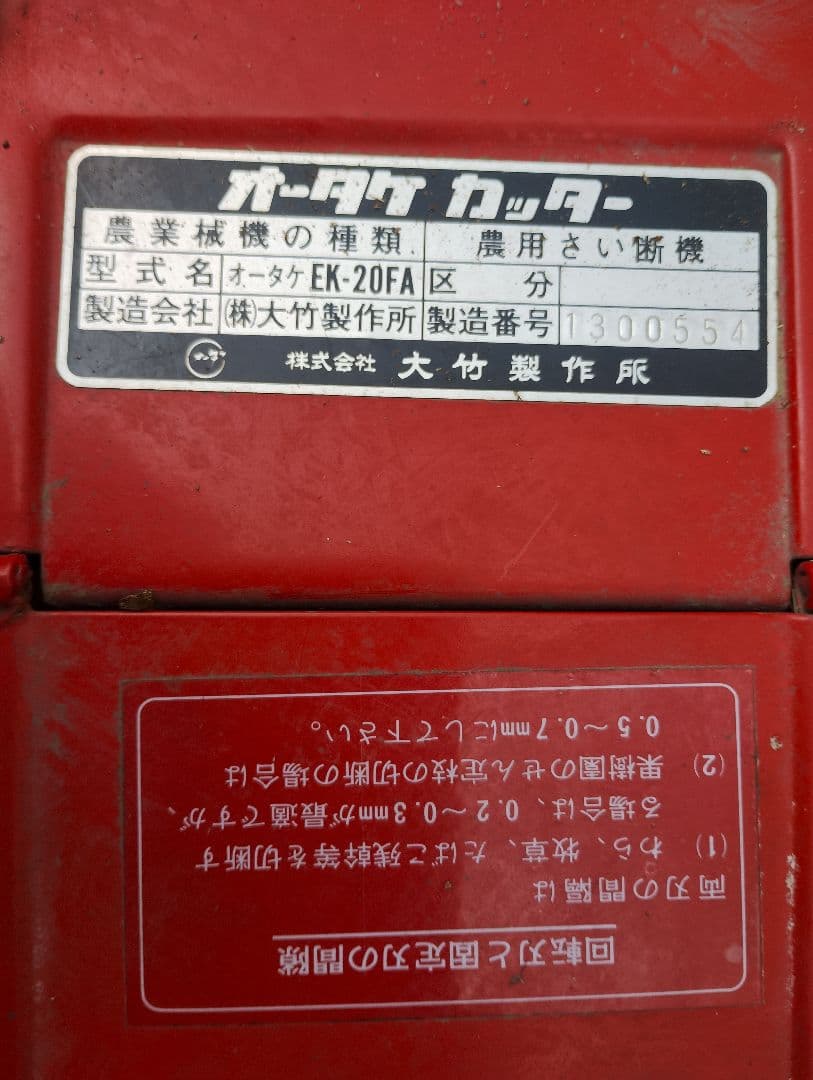 オータケ カッター
農業械機の種類 農用さい断機
型式名 オータケ EK-20FA 区分
製造会社 (株)大竹製作所 製造番号 1300554
株式会社 大竹製作所
回転刃と固定刃の間隙
両刃の間隔は
(1) わら、牧草、たばこ残幹等を切断す
る場合は、0.2〜0.3mmが最適ですが、
(2) 果樹園のせん定枝の切断の場合は
0.5〜0.7mmにして下さい。